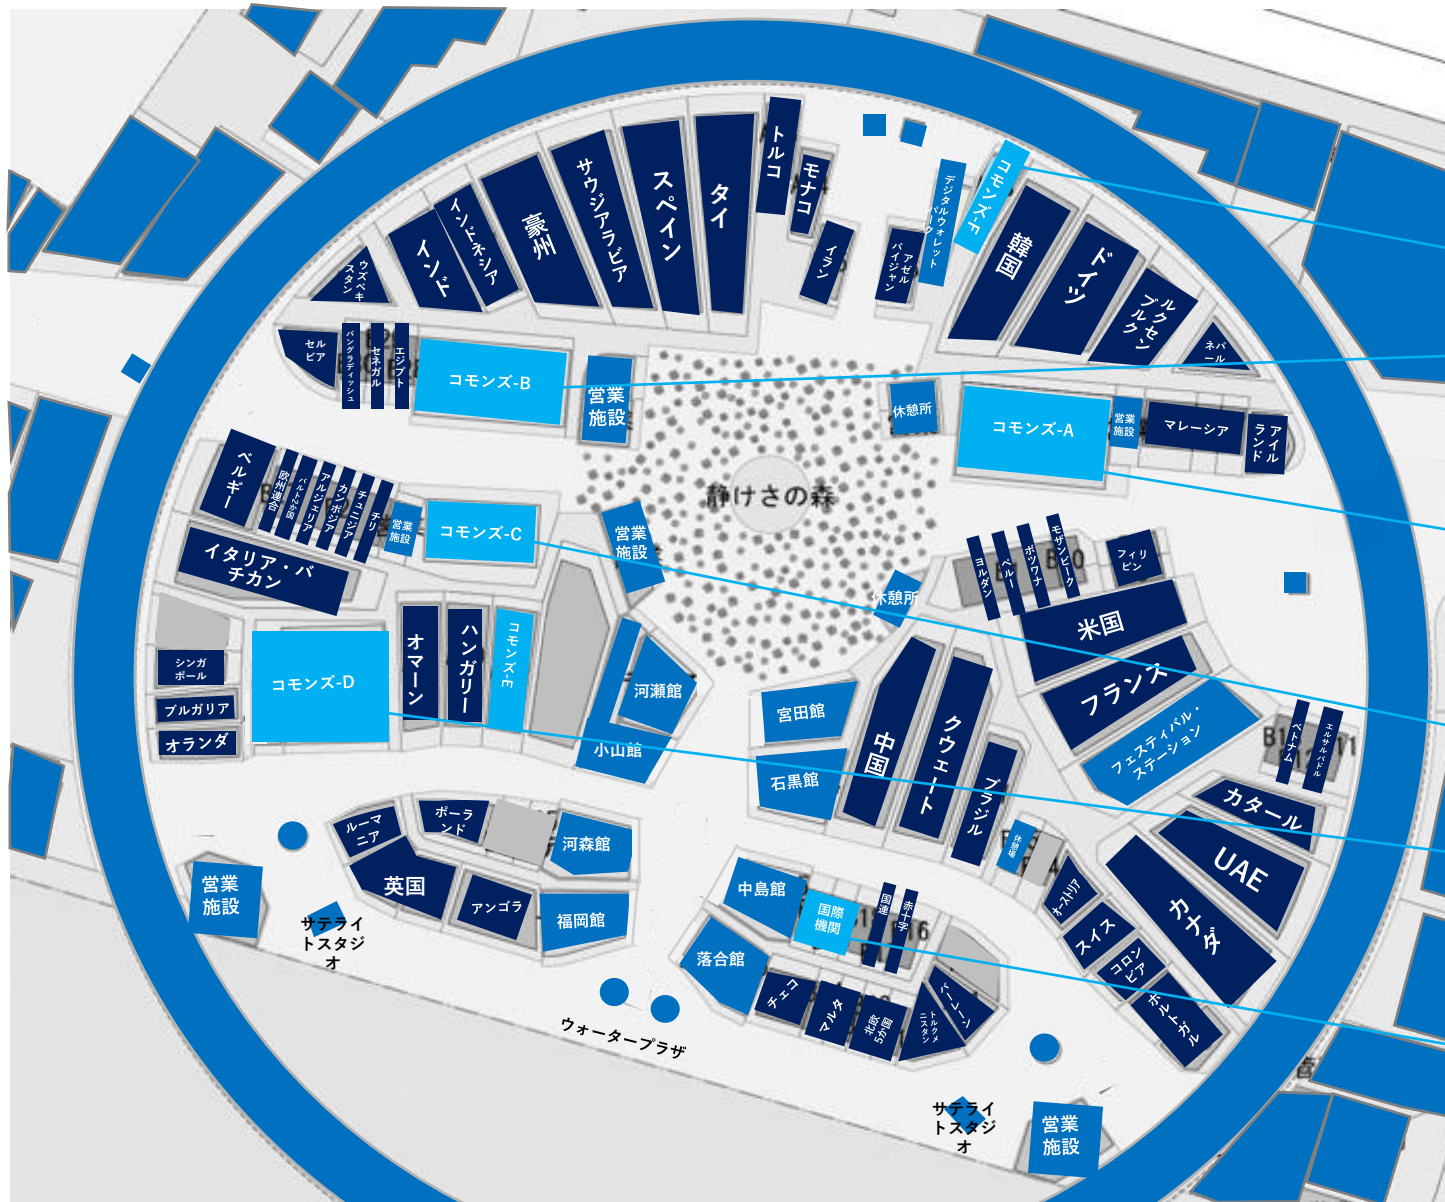 トルコ
モナコ
イラン
タイ
スペイン
サウジアラビア
豪州
インドネシア
インド
ウズベキ
スタン
アゼル
バイジャン
デジタルウォレット
パーク
コモンズ-F
韓国
ドイツ
ルクセン
ブルク
ネパ
ール
セル
ビア
バングラディッシュ
セネガル
エジプト
コモンズ-B
営業
施設
休憩所
コモンズ-A
営業
施設
マレーシア
アイル
ランド
ベルギー
欧州連合
バルト2か国
アルジェリア
カンボジア
チュニジア
チリ
営業
施設
コモンズ-C
営業
施設
静けさの森
イタリア・バ
チカン
休憩所
ヨルダン
ペルー
ボツワナ
モザンビーク
フィリ
ピン
米国
フランス
フェスティバル・
ステーション
シンガ
ポール
ブルガリア
オランダ
コモンズ-D
オマーン
ハンガリー
コモンズ-E
河瀬館
小山館
宮田館
石黒館
中国
クウェート
ブラジル
休憩場
ベトナム
エルサルバドル
カタール
UAE
カナダ
オーストリア
スイス
コロン
ビア
ポルトガル
ルーマ
ニア
ポーラ
ンド
河森館
英国
アンゴラ
福岡館
営業
施設
サテライ
トスタジ
オ
中島館
国際
機関
国連
赤十字
落合館
チェコ
マルタ
北欧
5か国
トルクメ
ニスタン
バーレーン
ウォータープラザ
サテライ
トスタジ
オ
営業
施設